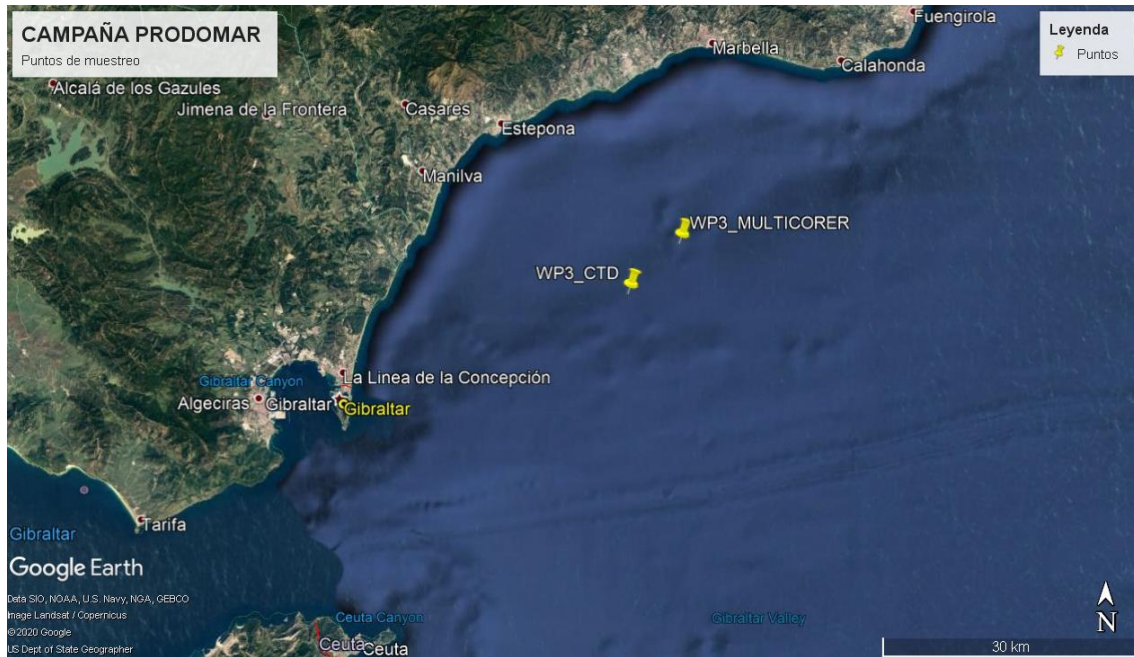 CAMPAÑA PRODOMAR
Puntos de muestreo
Leyenda
Puntos
Fuengirola
Marbella
Calahonda
Alcalá de los Gazules
Jimena de la Frontera
Casares
Estepona
Manilva
WP3_MULTICORER
WP3_CTD
La Linea de la Concepción
Gibraltar Canyon
Algeciras
Gibraltar
Gibraltar
Tarifa
Gibraltar
Google Earth
Data SIO, NOAA, U.S. Navy, NGA, GEBCO
Image Landsat / Copernicus
©2020 Google
US Dept of State Geographer
Ceuta Canyon
Ceuta
Ceuta
Gibraltar Valley
N
30 km